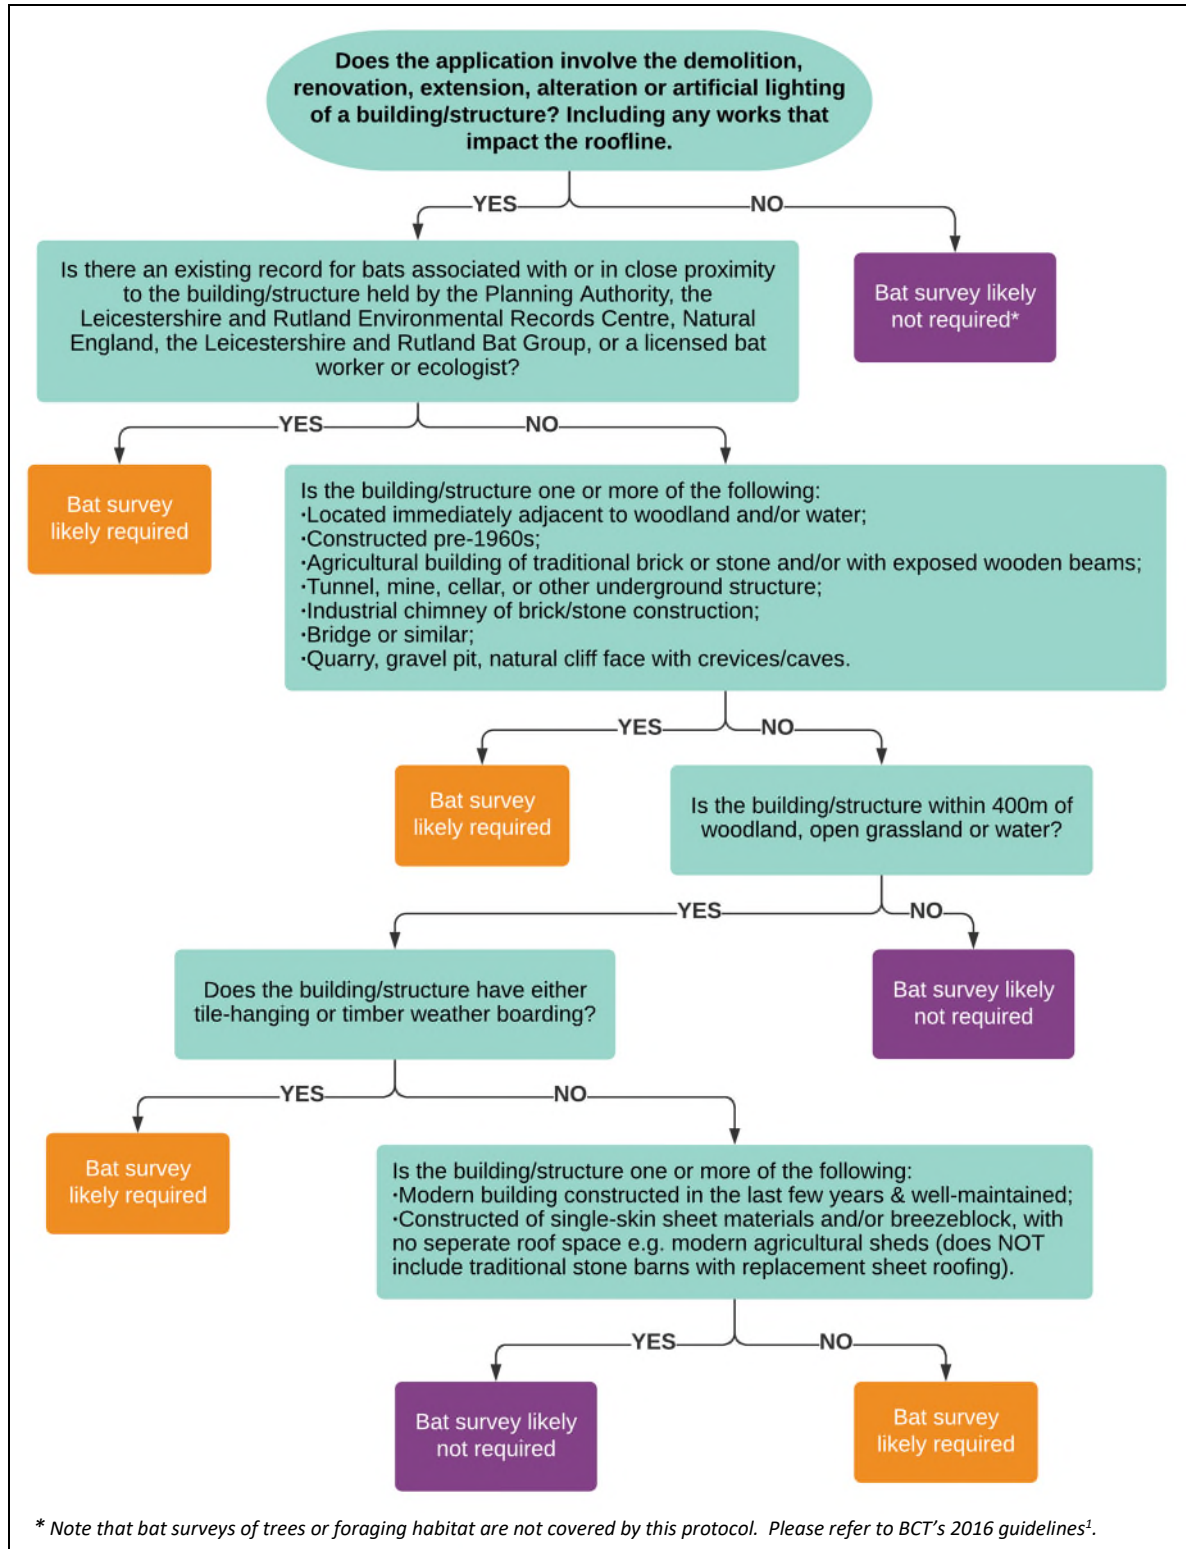 Does the application involve the demolition,
renovation, extension, alteration or artificial lighting
of a building/structure? Including any works that
impact the roofline.
YES
NO
Is there an existing record for bats associated with or in close proximity
to the building/structure held by the Planning Authority, the
Leicestershire and Rutland Environmental Records Centre, Natural
England, the Leicestershire and Rutland Bat Group, or a licensed bat
worker or ecologist?
Bat survey likely
not required*
YES
NO
Bat survey
likely required
Is the building/structure one or more of the following:
·Located immediately adjacent to woodland and/or water;
·Constructed pre-1960s;
·Agricultural building of traditional brick or stone and/or with exposed wooden beams;
·Tunnel, mine, cellar, or other underground structure;
·Industrial chimney of brick/stone construction;
·Bridge or similar;
·Quarry, gravel pit, natural cliff face with crevices/caves.
YES
NO
Bat survey
likely required
Is the building/structure within 400m of
woodland, open grassland or water?
YES
NO
Does the building/structure have either
tile-hanging or timber weather boarding?
Bat survey likely
not required
YES
NO
Bat survey
likely required
Is the building/structure one or more of the following:
·Modern building constructed in the last few years & well-maintained;
·Constructed of single-skin sheet materials and/or breezeblock, with
no seperate roof space e.g. modern agricultural sheds (does NOT
include traditional stone barns with replacement sheet roofing).
YES
NO
Bat survey likely
not required
Bat survey
likely required
* Note that bat surveys of trees or foraging habitat are not covered by this protocol.  Please refer to BCT's 2016 guidelines¹.